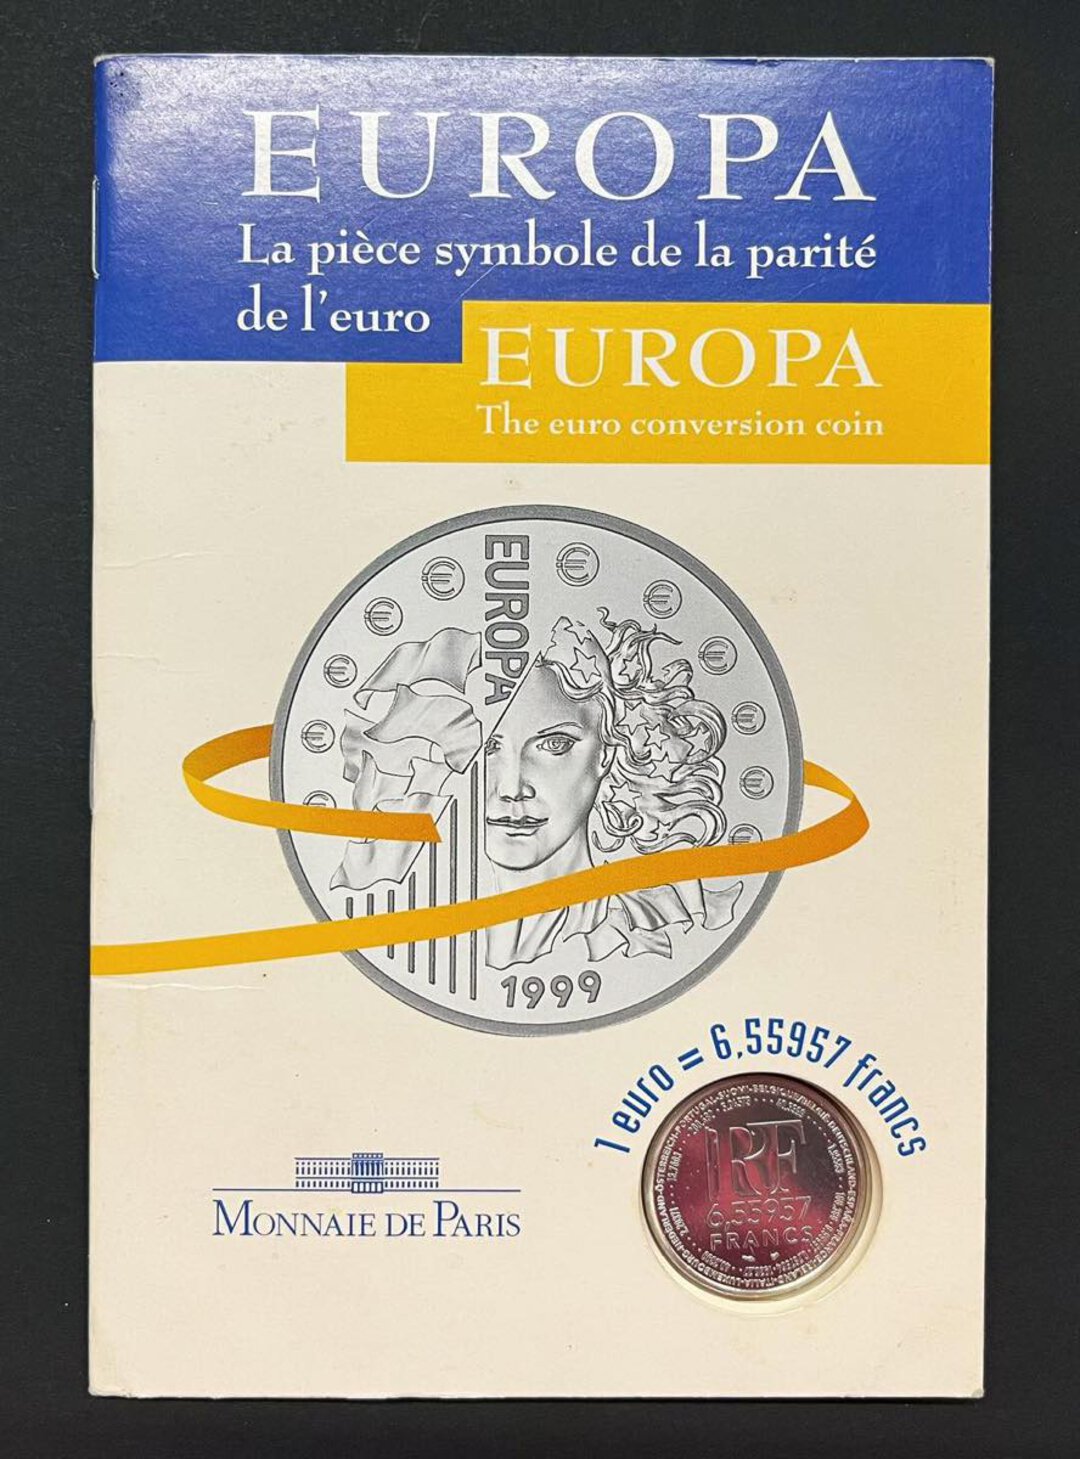 EUROPA
La pièce symbole de la parité
de l'euro
EUROPA
The euro conversion coin
EUROPA
1999
1 euro = 6,55957 francs
RF
6,55957
FRANCS
MONNAIE DE PARIS